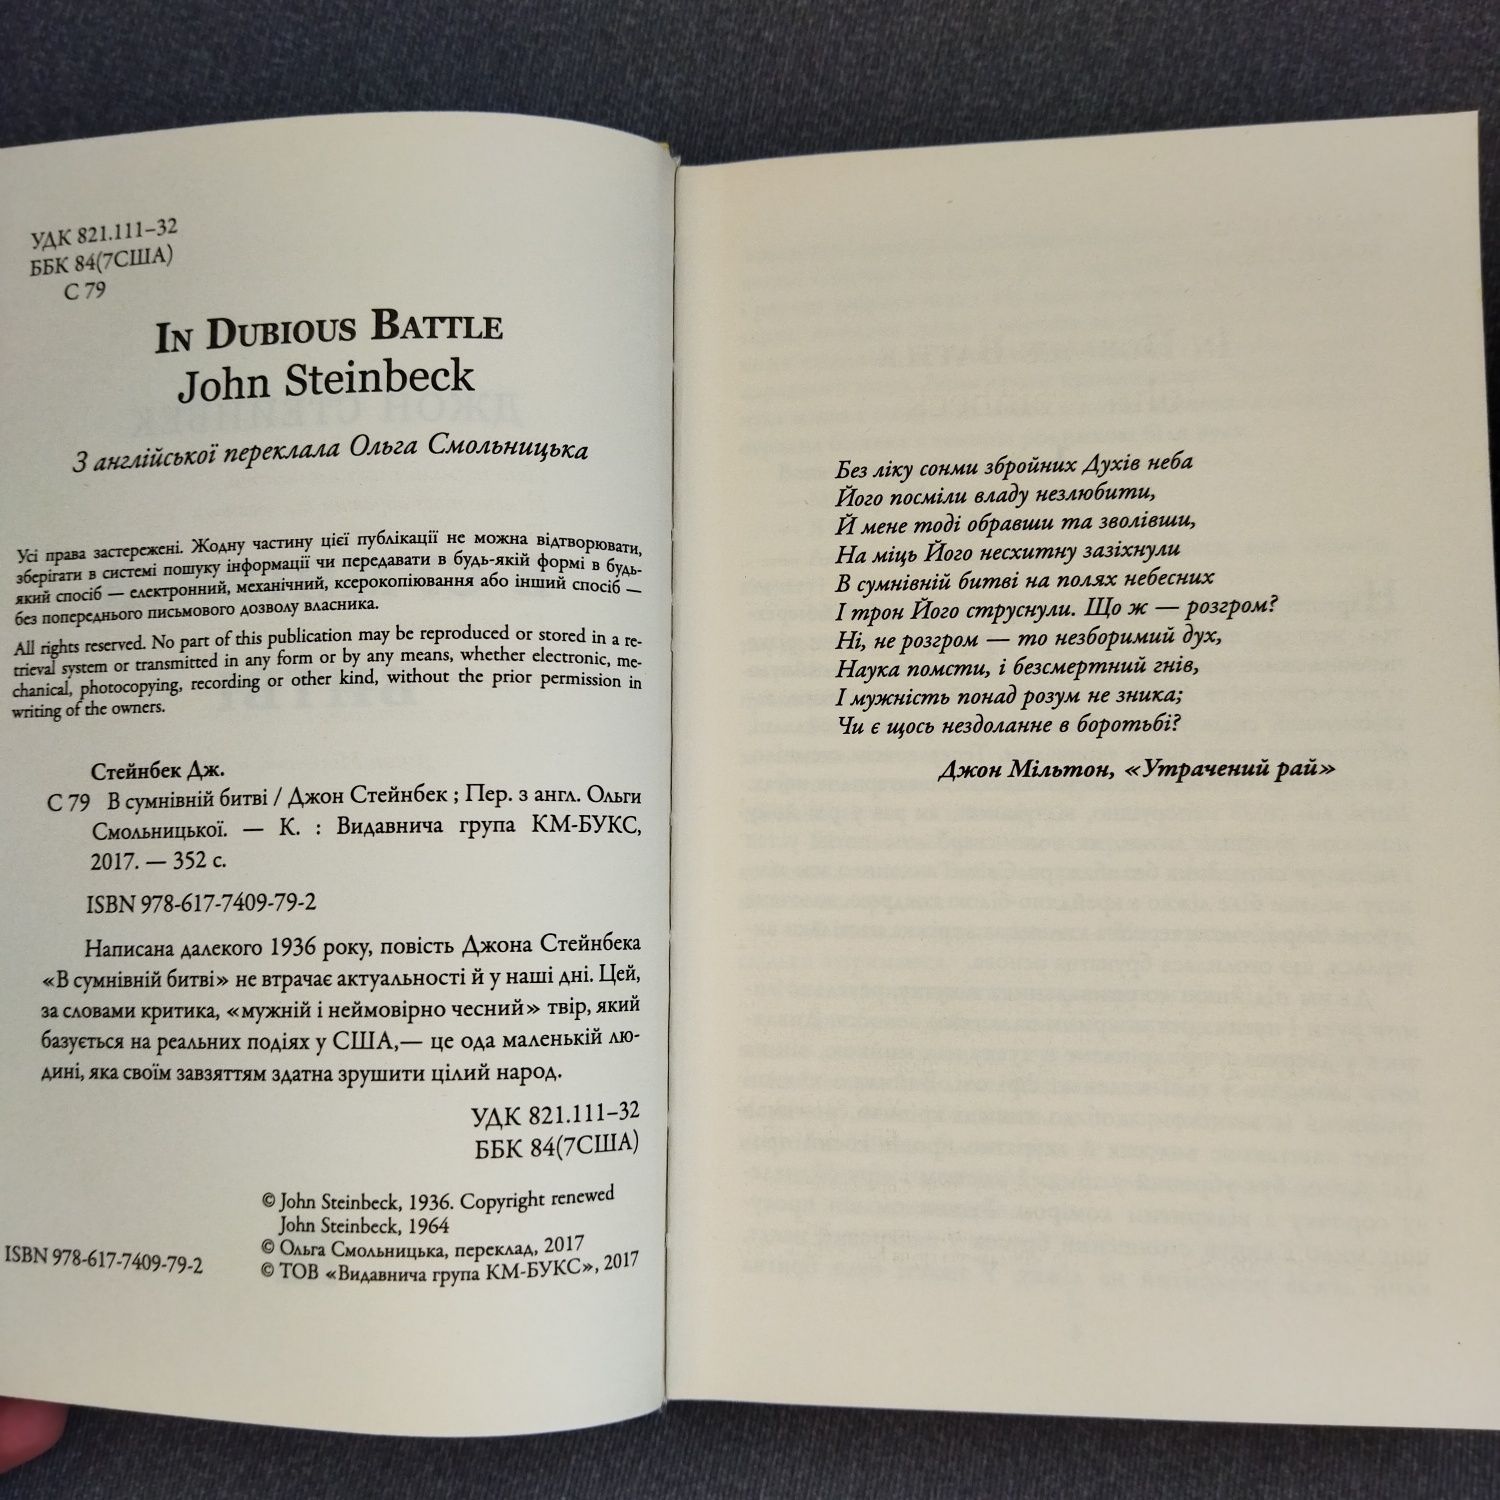 УДК 821.111–32
ББК 84(7США)
С 79
In Dubious Battle
John Steinbeck
З англійської переклала Ольга Смольницька
Усі права застережені. Жодну частину цієї публікації не можна відтворювати,
зберігати в системі пошуку інформації чи передавати в будь-якій формі в будь-
який спосіб — електронний, механічний, ксерокопіювання або інший спосіб —
без попереднього письмового дозволу власника.
All rights reserved. No part of this publication may be reproduced or stored in a re-
trieval system or transmitted in any form or by any means, whether electronic, me-
chanical, photocopying, recording or other kind, without the prior permission in
writing of the owners.
Стейнбек Дж.
С 79 В сумнівній битві / Джон Стейнбек ; Пер. з англ. Ольги
Смольницької. — К. : Видавнича група КМ-БУКС,
2017. — 352 с.
ISBN 978-617-7409-79-2
Написана далекого 1936 року, повість Джона Стейнбека
«В сумнівній битві» не втрачає актуальності й у наші дні. Цей,
за словами критика, «мужній і неймовірно чесний» твір, який
базується на реальних подіях у США,— це ода маленькій лю-
дині, яка своїм завзяттям здатна зрушити цілий народ.
УДК 821.111–32
ББК 84(7США)
© John Steinbeck, 1936. Copyright renewed
John Steinbeck, 1964
© Ольга Смольницька, переклад, 2017
ISBN 978-617-7409-79-2 © ТОВ «Видавнича група КМ-БУКС», 2017
Без ліку сонми збройних Духів неба
Його посміли владу незлюбити,
Й мене тоді обравши та зволівши,
На міць Його несхитну зазіхнули
В сумнівній битві на полях небесних
І трон Його струснули. Що ж — розгром?
Ні, не розгром — то незборимий дух,
Наука помсти, і безсмертний гнів,
І мужність понад розум не зника;
Чи є щось нездоланне в боротьбі?
Джон Мільтон, «Утрачений рай»